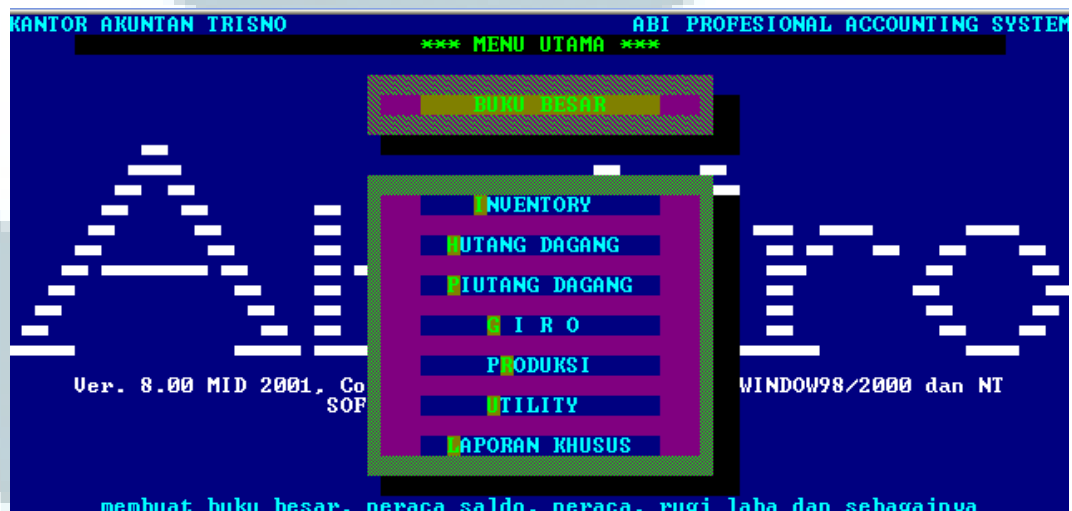 KANTOR AKUNTAN TRISNO ABI PROFESIONAL ACCOUNTING SYSTEM
*** MENU UTAMA ***
BUKU BESAR
INVENTORY
HUTANG DAGANG
PIUTANG DAGANG
G I R O
PRODUKSI
Ver. 8.00 MID 2001, Co WINDOW98/2000 dan NT
SOF UTILITY
LAPORAN KHUSUS
membuat buku besar, neraca saldo, neraca, rugi laba dan sebagainya